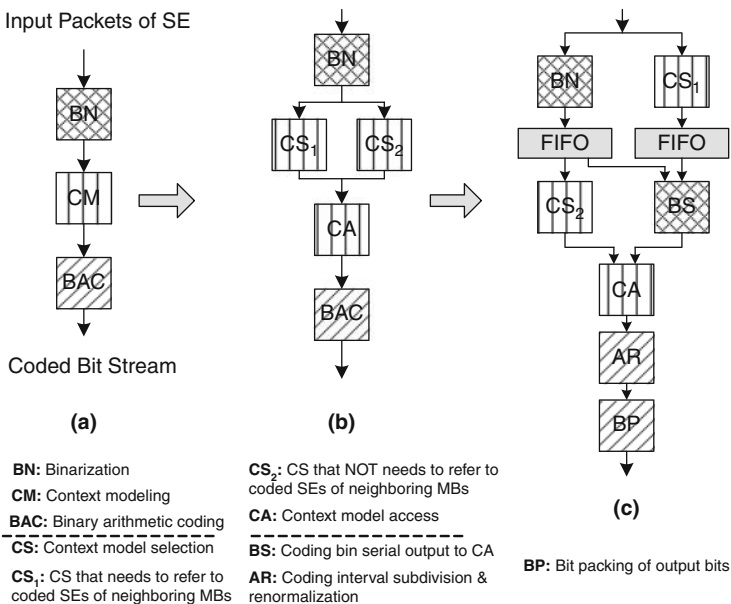 Input Packets of SE
BN
CM
BAC
Coded Bit Stream
(a)
BN
CS1
CS2
CA
BAC
(b)
BN
CS1
FIFO
FIFO
CS2
BS
CA
AR
BP
(c)
BN: Binarization
CM: Context modeling
BAC: Binary arithmetic coding
CS: Context model selection
CS1: CS that needs to refer to
coded SEs of neighboring MBs
CS2: CS that NOT needs to refer to
coded SEs of neighboring MBs
CA: Context model access
BS: Coding bin serial output to CA
AR: Coding interval subdivision &
renormalization
BP: Bit packing of output bits